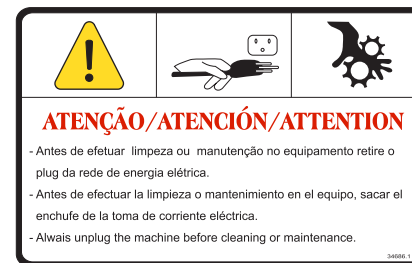 ATENÇÃO/ATENCIÓN/ATTENTION
- Antes de efetuar limpeza ou manutenção no equipamento retire o
plug da rede de energia elétrica.
- Antes de efectuar la limpieza o mantenimiento en el equipo, sacar el
enchufe de la toma de corriente eléctrica.
- Alwais unplug the machine before cleaning or maintenance.
34686.1